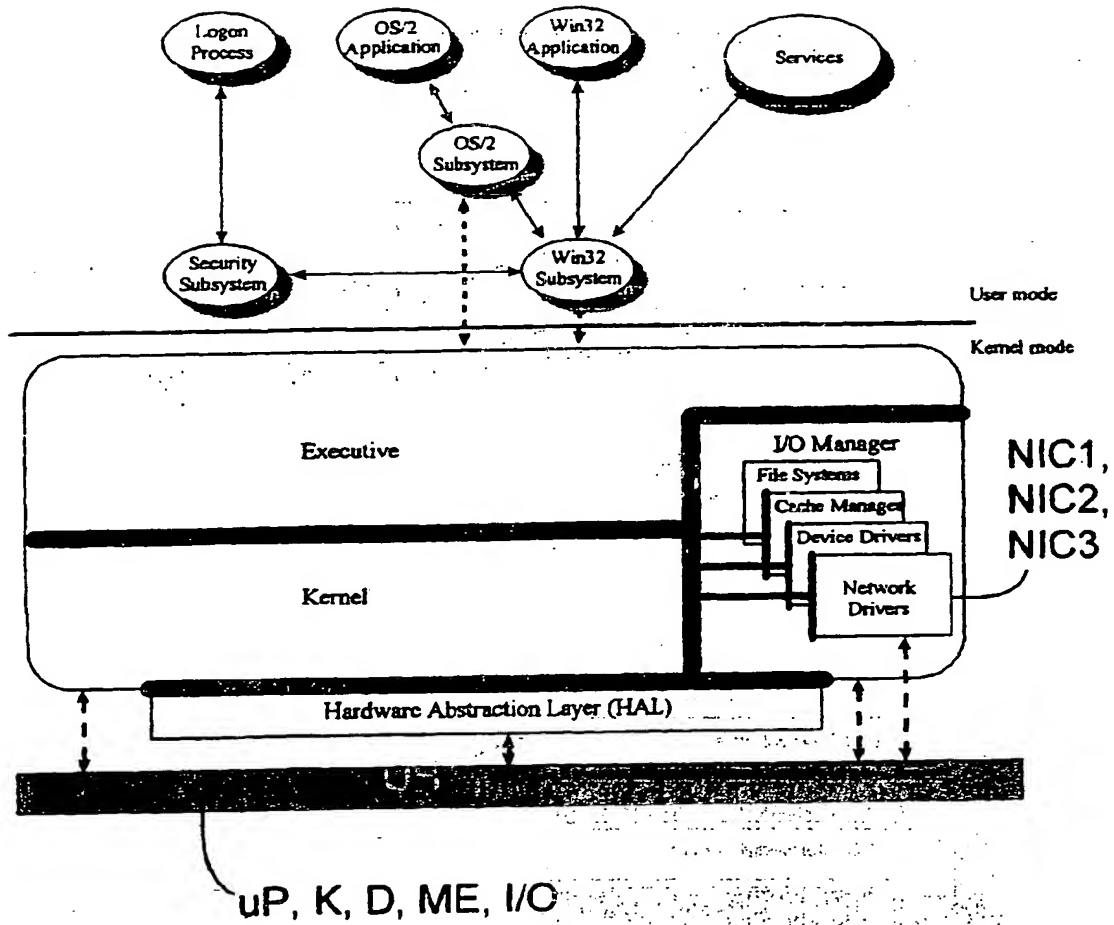 Logon
Process
OS/2
Application
Win32
Application
Services
OS/2
Subsystem
Security
Subsystem
Win32
Subsystem
User mode
Kernel mode
Executive
I/O Manager
File Systems
Cache Manager
Device Drivers
Network
Drivers
NIC1,
NIC2,
NIC3
Kernel
Hardware Abstraction Layer (HAL)
uP, K, D, ME, I/O